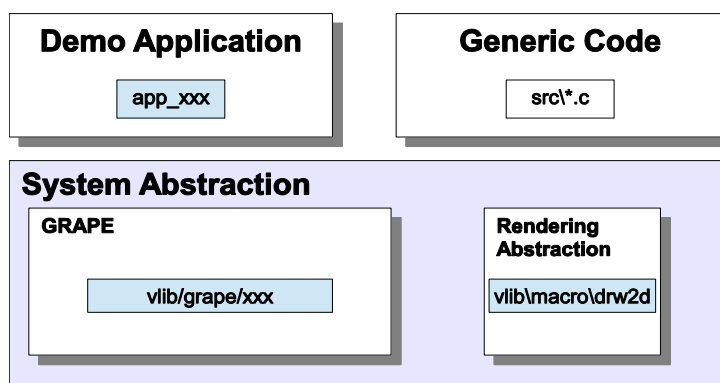 Demo Application
app_xxx
Generic Code
src\*.c
System Abstraction
GRAPE
vlib/grape/xxx
Rendering
Abstraction
vlib\macro\drw2d